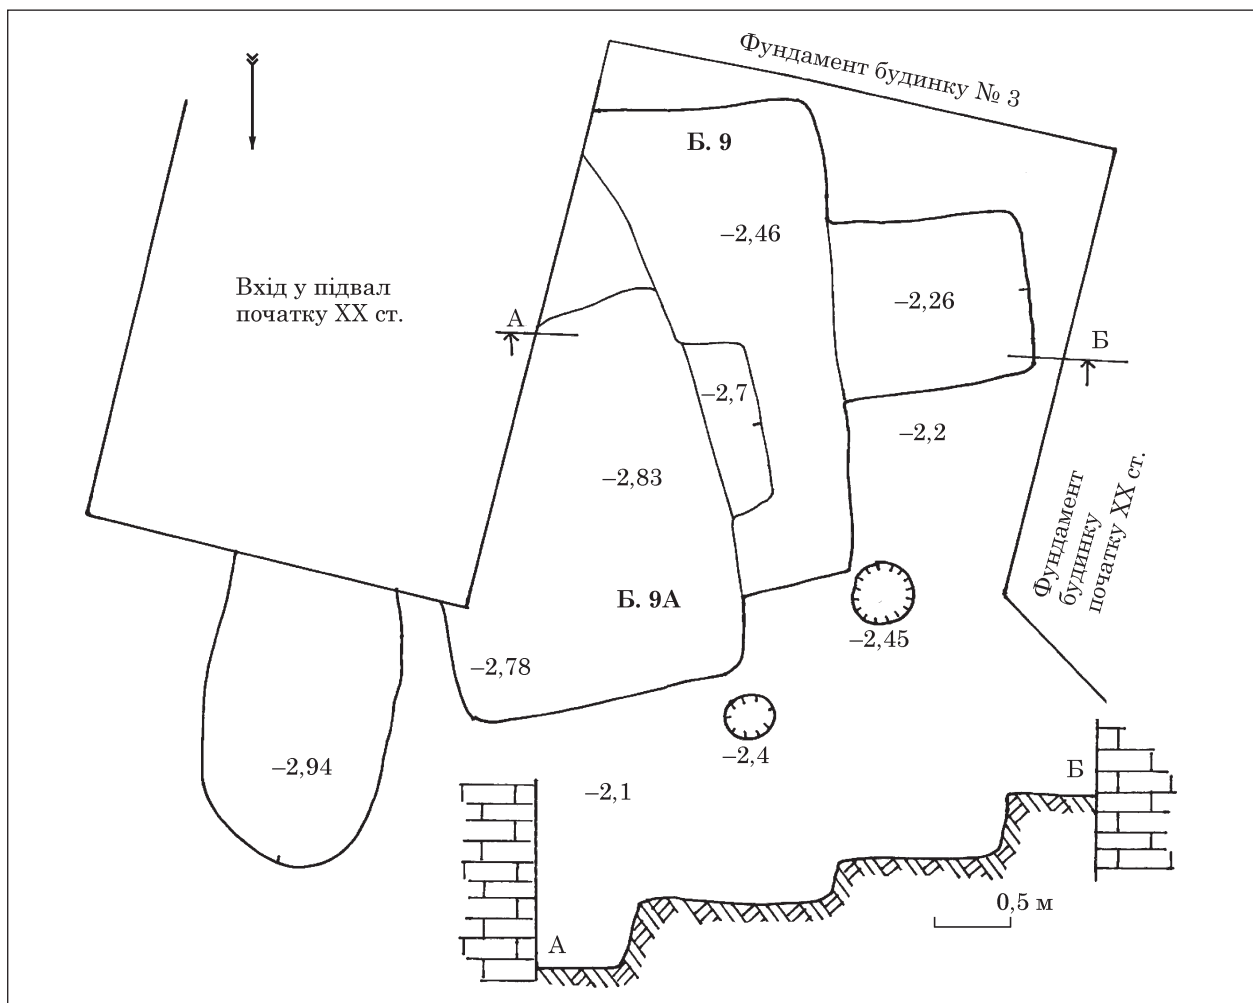 Фундамент будинку № 3
Б. 9
–2,46
Вхід у підвал
початку XX ст.
А
–2,26
Б
–2,7
–2,2
–2,83
Фундамент
будинку
початку XX ст.
Б. 9А
–2,45
–2,78
–2,4
–2,94
–2,1
Б
0,5 м
А